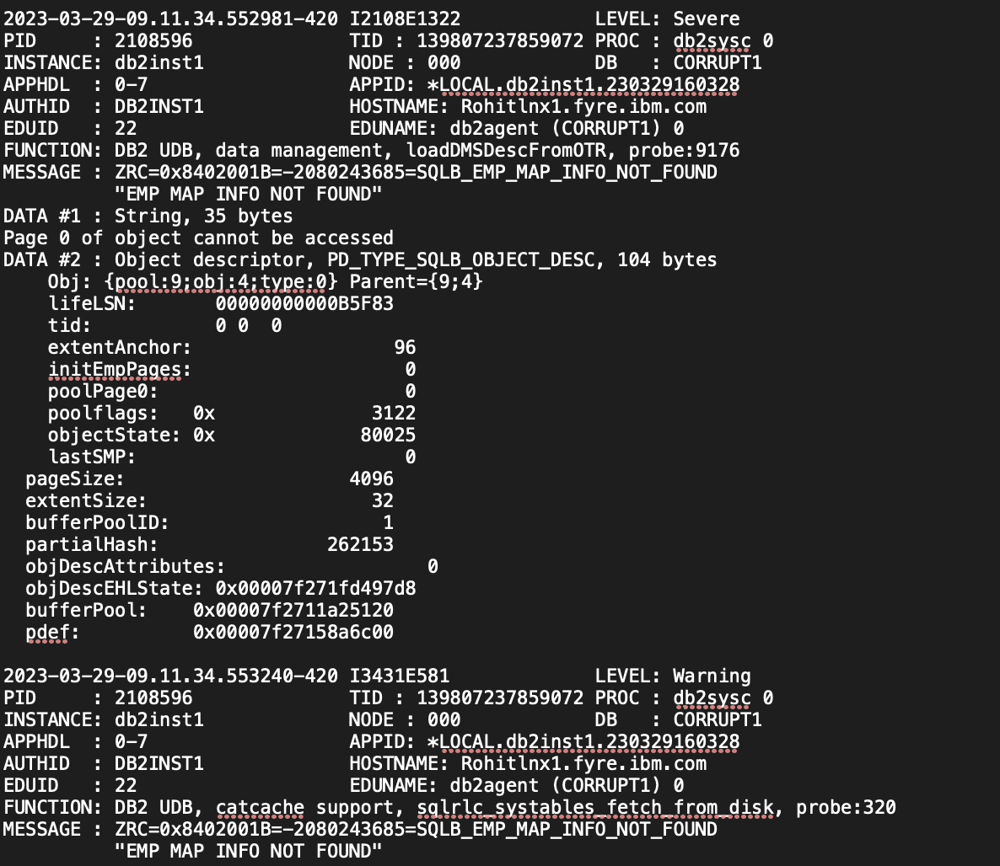 2023-03-29-09.11.34.552981-420 I2108E1322 LEVEL: Severe
PID : 2108596 TID : 139807237859072 PROC : db2sysc 0
INSTANCE: db2inst1 NODE : 000 DB : CORRUPT1
APPHDL : 0-7 APPID: *LOCAL.db2inst1.230329160328
AUTHID : DB2INST1 HOSTNAME: Rohitlnx1.fyre.ibm.com
EDUID : 22 EDUNAME: db2agent (CORRUPT1) 0
FUNCTION: DB2 UDB, data management, loadDMSDescFromOTR, probe:9176
MESSAGE : ZRC=0x8402001B=-2080243685=SQLB_EMP_MAP_INFO_NOT_FOUND
"EMP MAP INFO NOT FOUND"
DATA #1 : String, 35 bytes
Page 0 of object cannot be accessed
DATA #2 : Object descriptor, PD_TYPE_SQLB_OBJECT_DESC, 104 bytes
Obj: {pool:9;obj:4;type:0} Parent={9;4}
lifeLSN: 00000000000B5F83
tid: 0 0 0
extentAnchor: 96
initEmpPages: 0
poolPage0: 0
poolflags: 0x 3122
objectState: 0x 80025
lastSMP: 0
pageSize: 4096
extentSize: 32
bufferPoolID: 1
partialHash: 262153
objDescAttributes: 0
objDescEHLState: 0x00007f271fd497d8
bufferPool: 0x00007f2711a25120
pdef: 0x00007f27158a6c00
2023-03-29-09.11.34.553240-420 I3431E581 LEVEL: Warning
PID : 2108596 TID : 139807237859072 PROC : db2sysc 0
INSTANCE: db2inst1 NODE : 000 DB : CORRUPT1
APPHDL : 0-7 APPID: *LOCAL.db2inst1.230329160328
AUTHID : DB2INST1 HOSTNAME: Rohitlnx1.fyre.ibm.com
EDUID : 22 EDUNAME: db2agent (CORRUPT1) 0
FUNCTION: DB2 UDB, catcache support, sqlrlc_systables_fetch_from_disk, probe:320
MESSAGE : ZRC=0x8402001B=-2080243685=SQLB_EMP_MAP_INFO_NOT_FOUND
"EMP MAP INFO NOT FOUND"